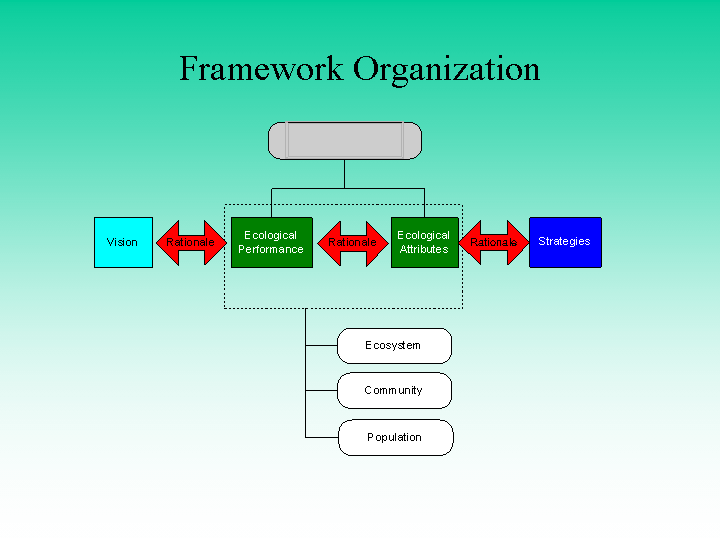 Framework Organization
Vision
Rationale
Ecological
Performance
Rationale
Ecological
Attributes
Rationale
Strategies
Ecosystem
Community
Population